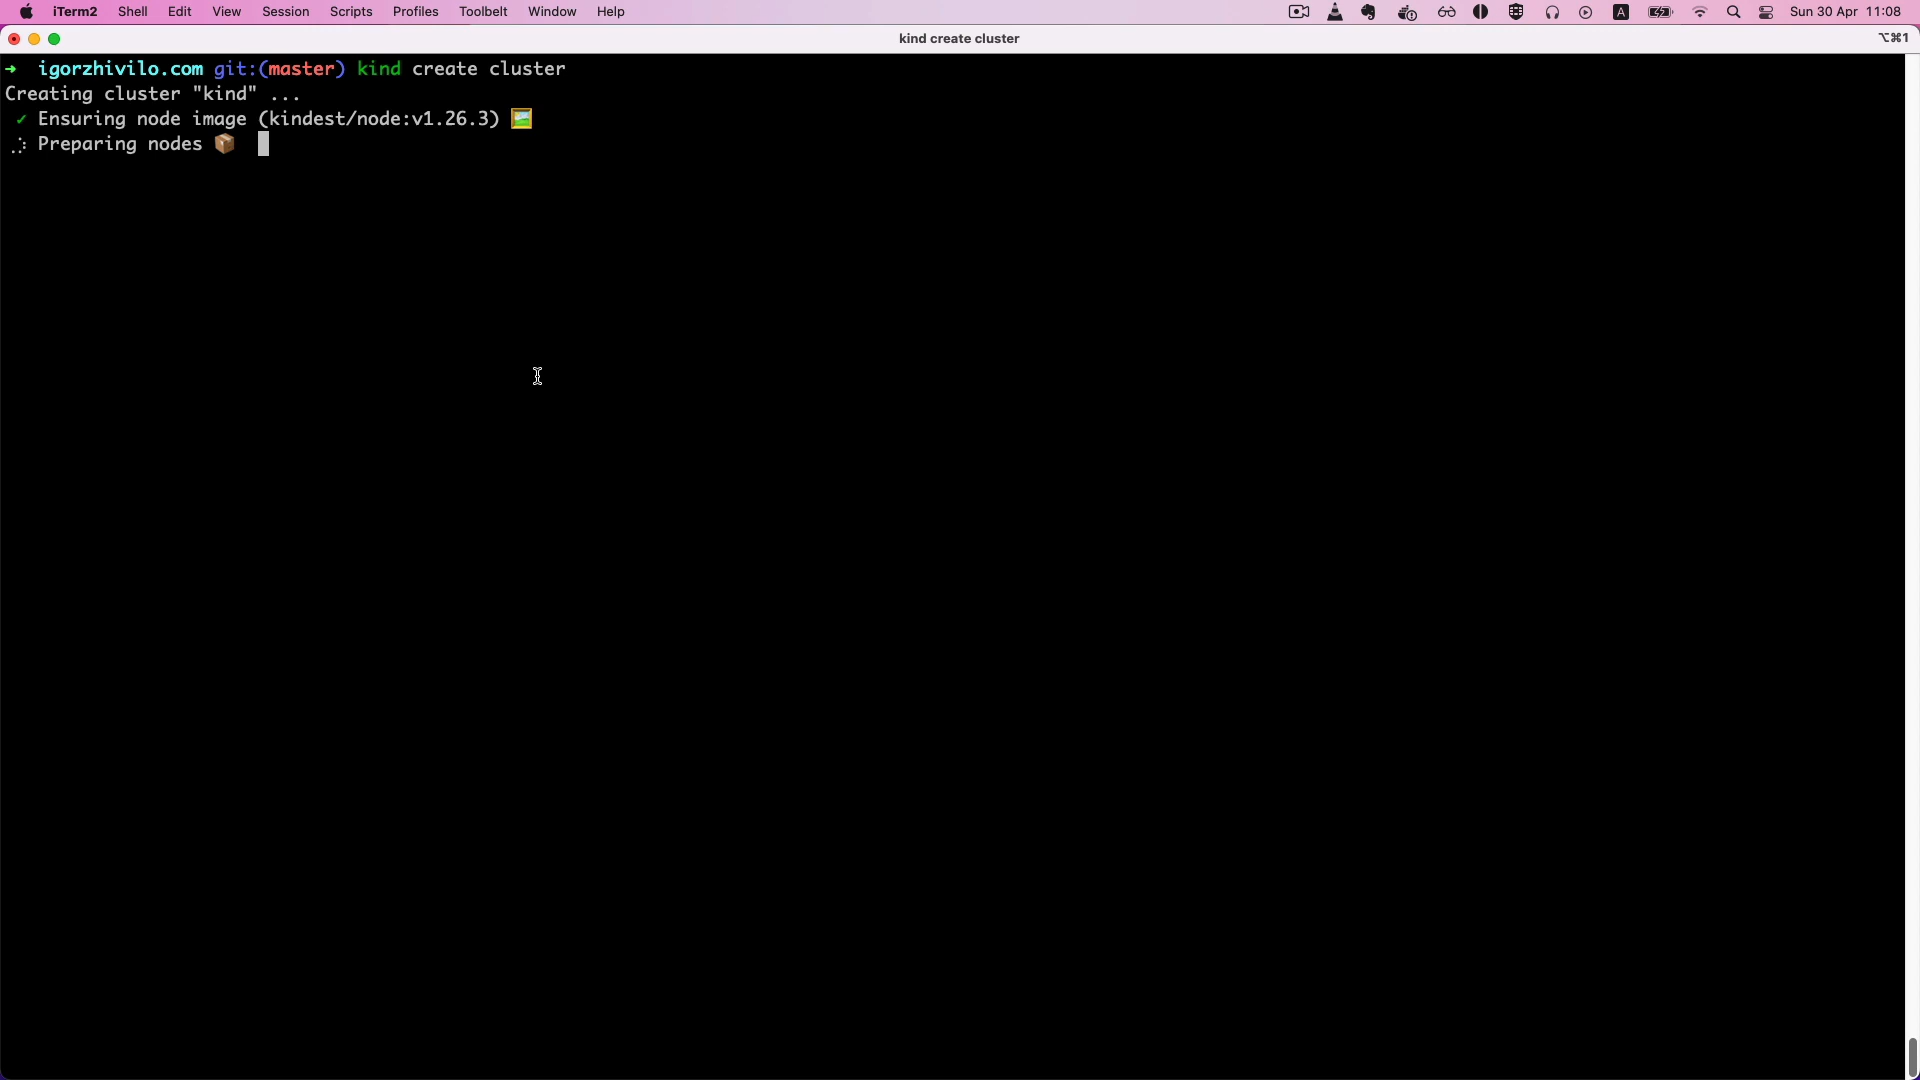 iTerm2 Shell Edit View Session Scripts Profiles Toolbelt Window Help A Sun 30 Apr 11:08
kind create cluster ⌥⌘1
➜ igorzhivilo.com git:(master) kind create cluster
Creating cluster "kind" ...
✓ Ensuring node image (kindest/node:v1.26.3) 🖼
Preparing nodes 📦